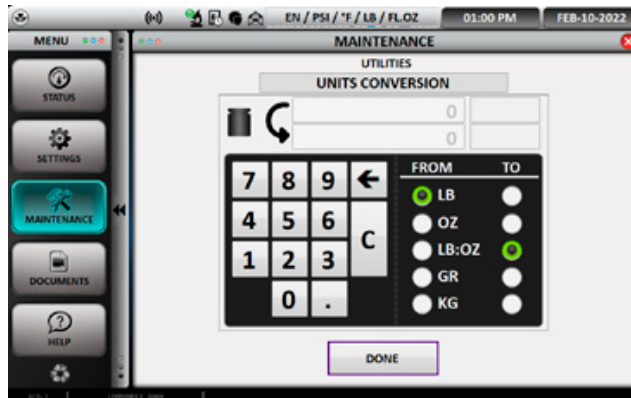 EN / PSI / °F / LB / FL.OZ
01:00 PM
FEB-10-2022
MENU
STATUS
SETTINGS
MAINTENANCE
DOCUMENTS
HELP
MAINTENANCE
UTILITIES
UNITS CONVERSION
0
0
7 8 9
4 5 6 C
1 2 3
0 .
FROM TO
LB
OZ
LB:OZ
GR
KG
DONE